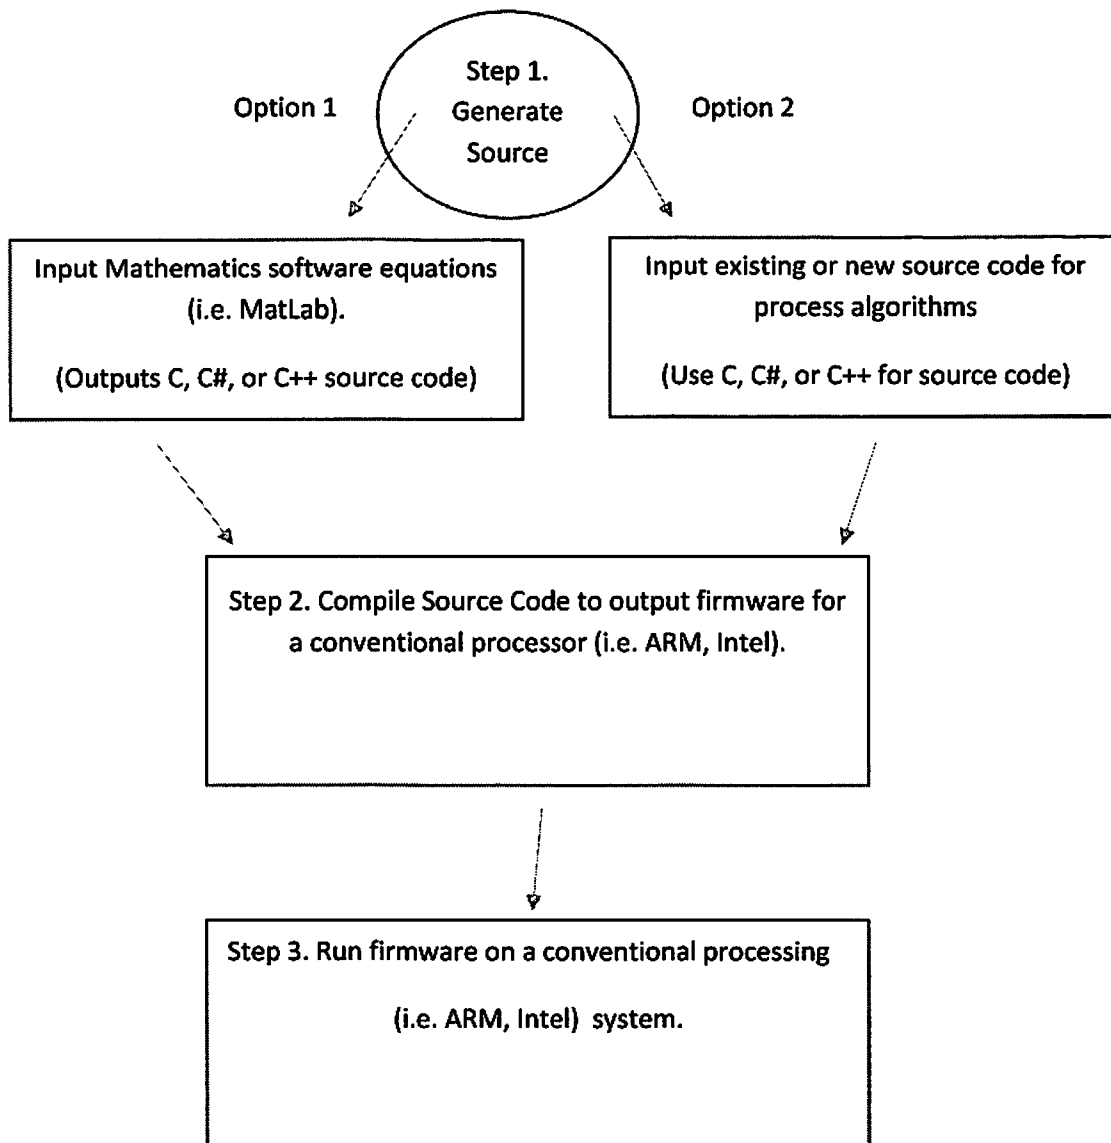 Step 1.
Generate
Source
Option 1
Option 2
Input Mathematics software equations
(i.e. MatLab).
(Outputs C, C#, or C++ source code)
Input existing or new source code for
process algorithms
(Use C, C#, or C++ for source code)
Step 2. Compile Source Code to output firmware for
a conventional processor (i.e. ARM, Intel).
Step 3. Run firmware on a conventional processing
(i.e. ARM, Intel) system.